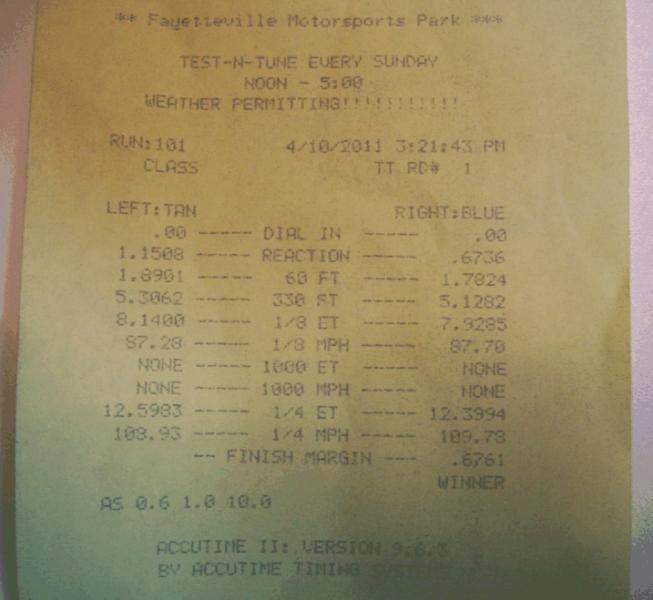 ** Fayetteville Motorsports Park ***
TEST-N-TUNE EVERY SUNDAY
NOON - 5:00
WEATHER PERMITTING!!!!!!!!!!!!
RUN:101 4/10/2011 3:21:43 PM
CLASS TT RD# 1
LEFT:TAN RIGHT:BLUE
.00 ----- DIAL IN ----- .00
1.1508 ----- REACTION ----- .6736
1.8901 ----- 60 FT ----- 1.7824
5.3062 ----- 330 FT ----- 5.1282
8.1400 ----- 1/8 ET ----- 7.9285
87.28 ----- 1/8 MPH ----- 87.70
NONE ----- 1000 ET ----- NONE
NONE ----- 1000 MPH ----- NONE
12.5983 ----- 1/4 ET ----- 12.3994
108.93 ----- 1/4 MPH ----- 109.78
-- FINISH MARGIN --- .6761
WINNER
AS 0.6 1.0 10.0
ACCUTIME II: VERSION
BY ACCUTIME TIMING SYSTEMS